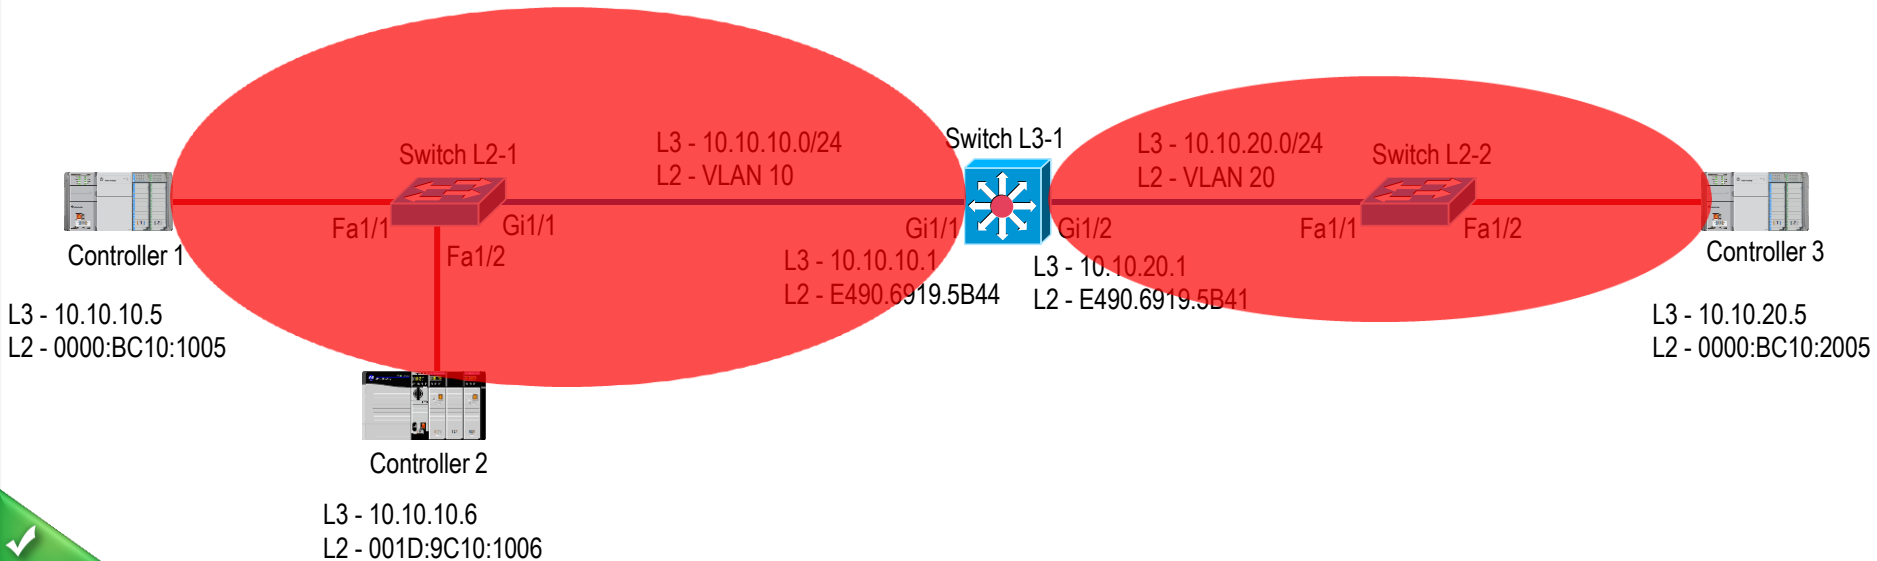 Switch L3-1
L3 - 10.10.10.0/24
L2 - VLAN 10
L3 - 10.10.20.0/24
L2 - VLAN 20
Switch L2-1
Switch L2-2
Fa1/1
Gi1/1
Fa1/2
Gi1/1
Gi1/2
Fa1/1
Fa1/2
Controller 1
L3 - 10.10.10.1
L2 - E490.6919.5B44
L3 - 10.10.20.1
L2 - E490.6919.5B41
Controller 3
L3 - 10.10.10.5
L2 - 0000:BC10:1005
L3 - 10.10.20.5
L2 - 0000:BC10:2005
Controller 2
L3 - 10.10.10.6
L2 - 001D:9C10:1006